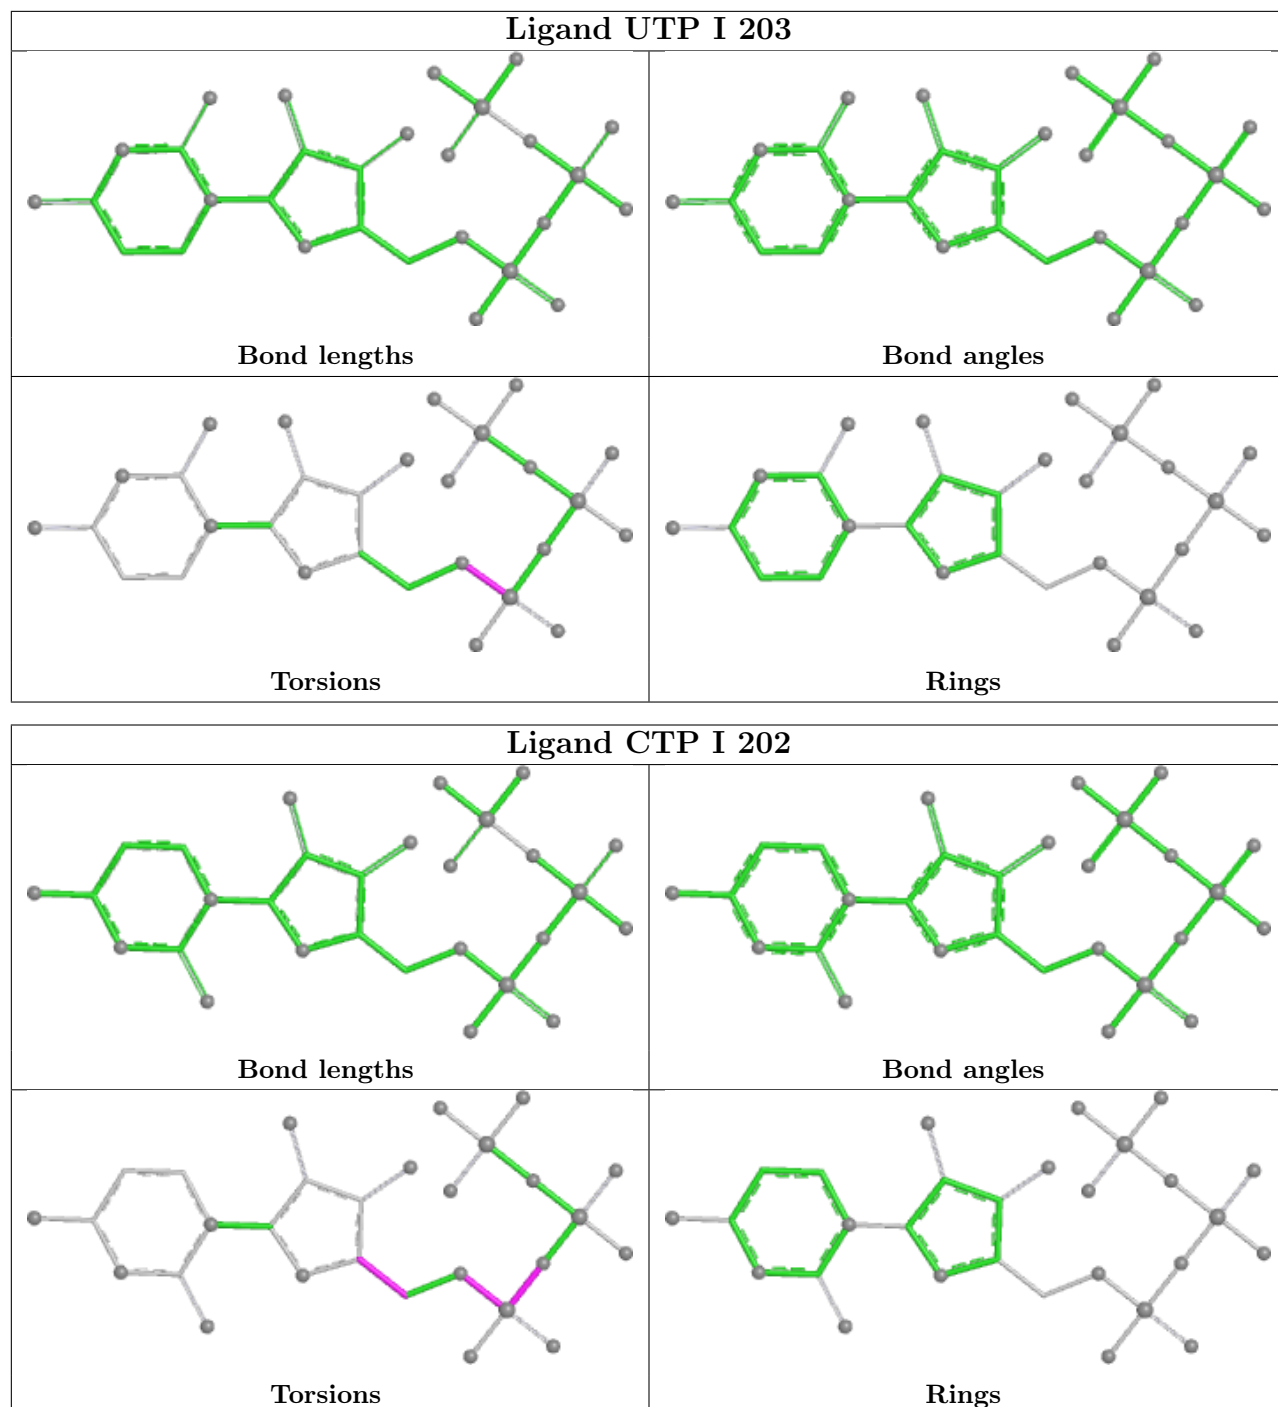 Ligand UTP I 203
Bond lengths
Bond angles
Torsions
Rings
Ligand CTP I 202
Bond lengths
Bond angles
Torsions
Rings